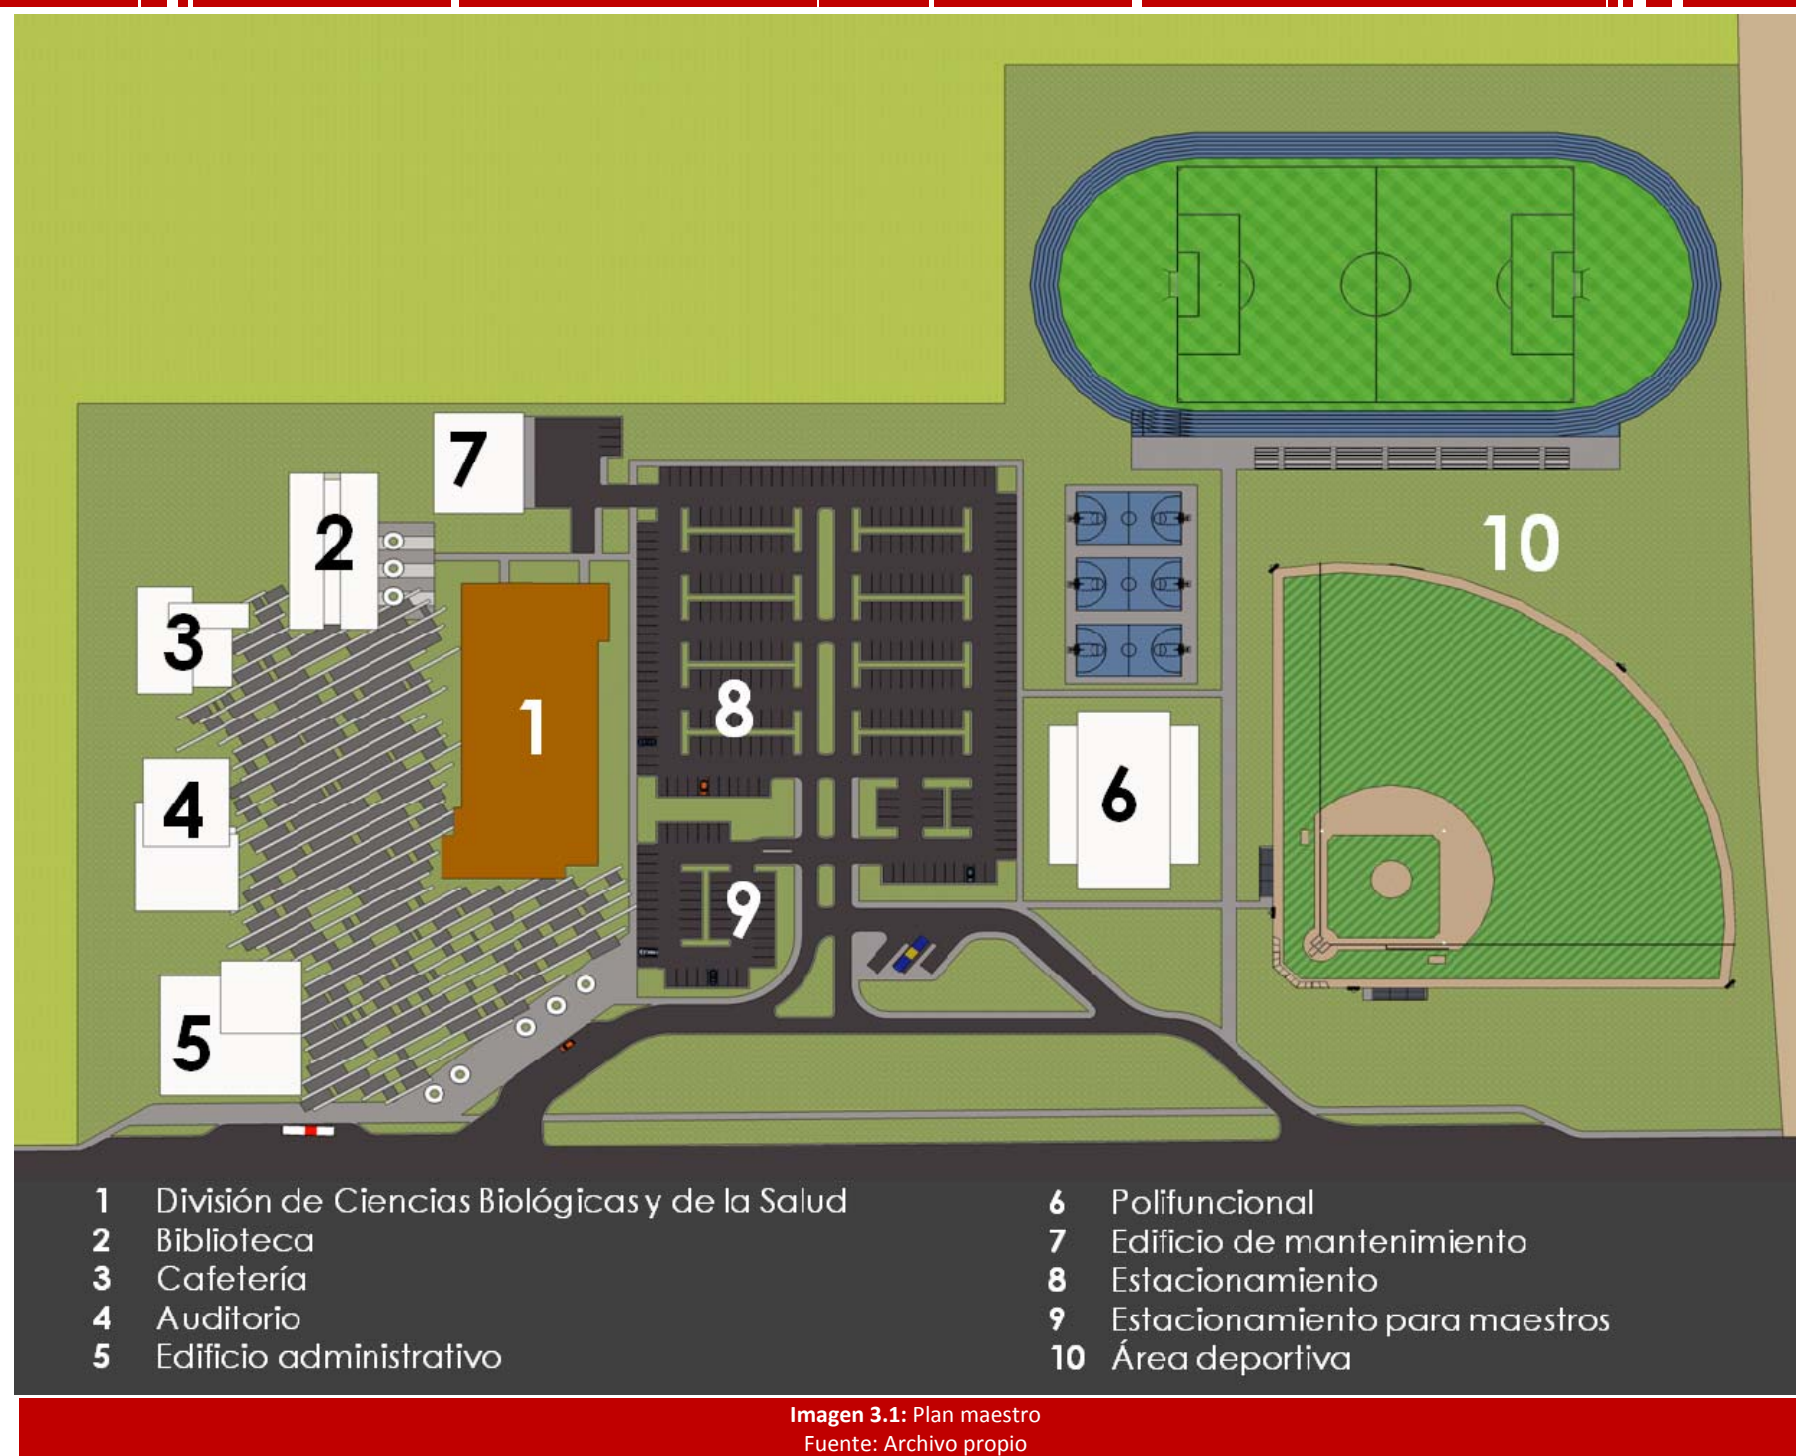 7
2
10
3
1
8
4
6
9
5
1 División de Ciencias Biológicas y de la Salud
2 Biblioteca
3 Cafetería
4 Auditorio
5 Edificio administrativo
6 Polifuncional
7 Edificio de mantenimiento
8 Estacionamiento
9 Estacionamiento para maestros
10 Área deportiva
Imagen 3.1: Plan maestro
Fuente: Archivo propio